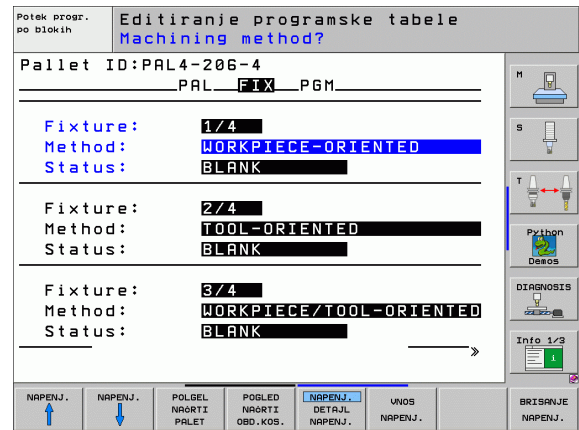 Potek progr.
po blokih
Editiranje programske tabele
Machining method?
Pallet ID:PAL4-206-4
PAL FIX PGM
Fixture: 1/4
Method: WORKPIECE-ORIENTED
Status: BLANK
Fixture: 2/4
Method: TOOL-ORIENTED
Status: BLANK
Fixture: 3/4
Method: WORKPIECE/TOOL-ORIENTED
Status: BLANK
»
M
S
T
Python
Demos
DIAGNOSIS
Info 1/3
i
NAPENJ.
NAPENJ.
POLGEL
NAóRTI
PALET
POGLED
NAóRTI
OBD.KOS.
NAPENJ.
DETAJL
NAPENJ.
VNOS
NAPENJ.
BRISANJE
NAPENJ.